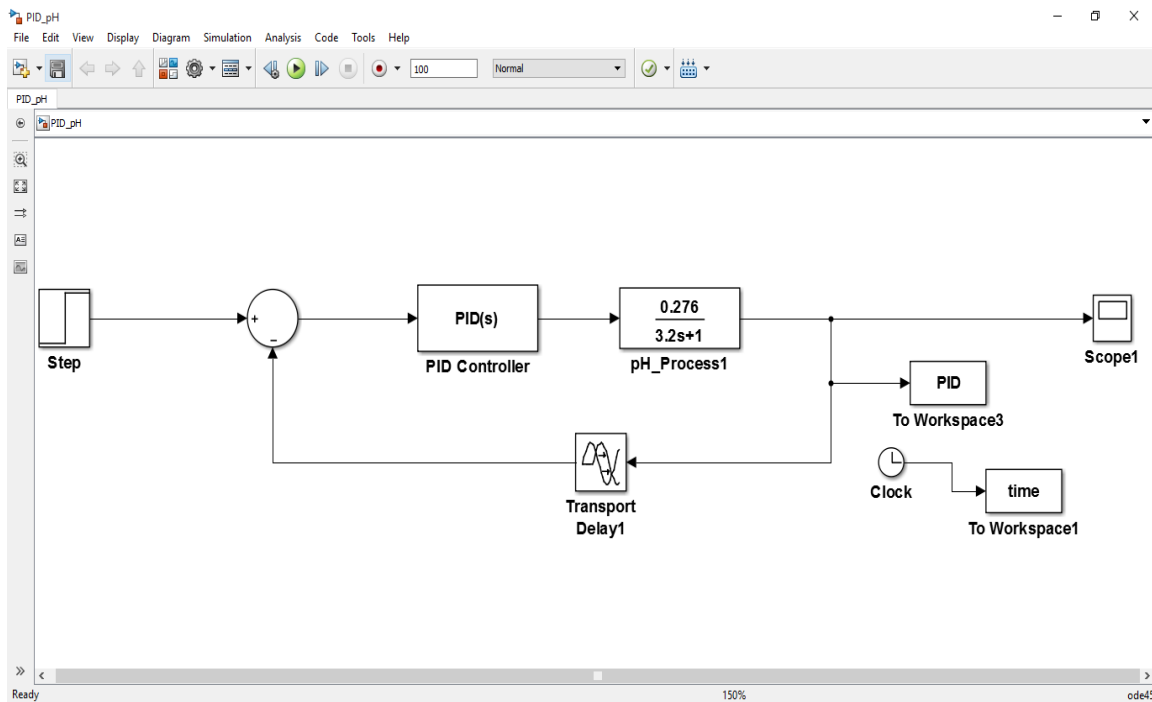 PID_pH
File Edit View Display Diagram Simulation Analysis Code Tools Help
100 Normal
PID_pH
PID_pH
+
−
PID(s)
0.276
3.2s+1
Step
PID Controller
pH_Process1
Scope1
PID
To Workspace3
Clock
time
To Workspace1
Transport
Delay1
Ready 150% ode45